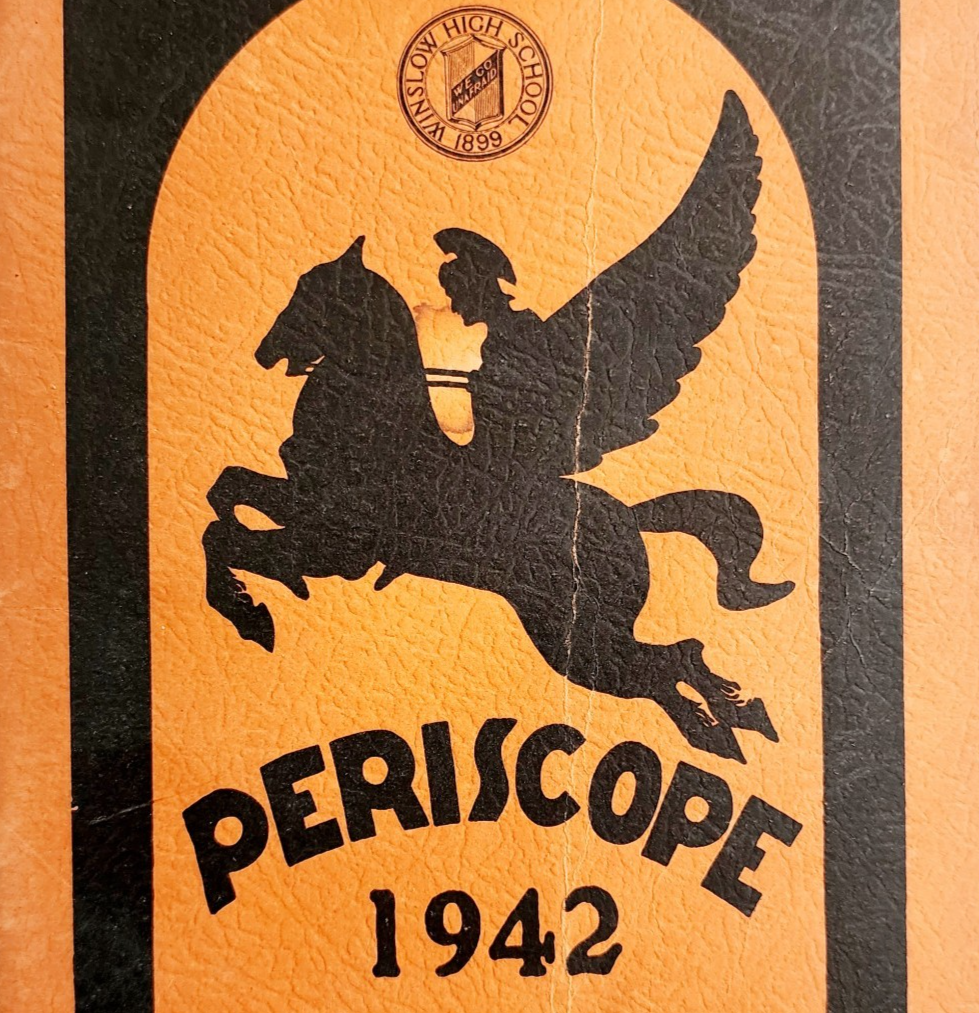 WINSLOW HIGH SCHOOL
WE GO
UNAFRAID
1899
PERISCOPE
1942